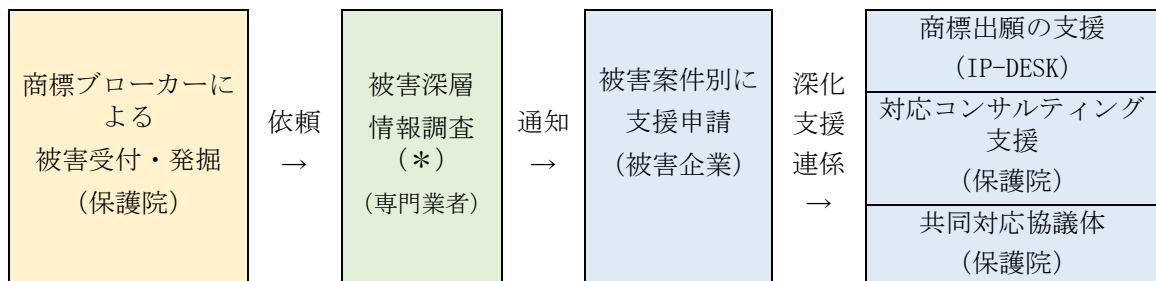 商標ブローカーに
よる
被害受付・発掘
(保護院)
依頼
→
被害深層
情報調査
(＊)
(専門業者)
通知
→
被害案件別に
支援申請
(被害企業)
深化
支援
連係
→
商標出願の支援
(IP-DESK)
対応コンサルティング
支援
(保護院)
共同対応協議体
(保護院)